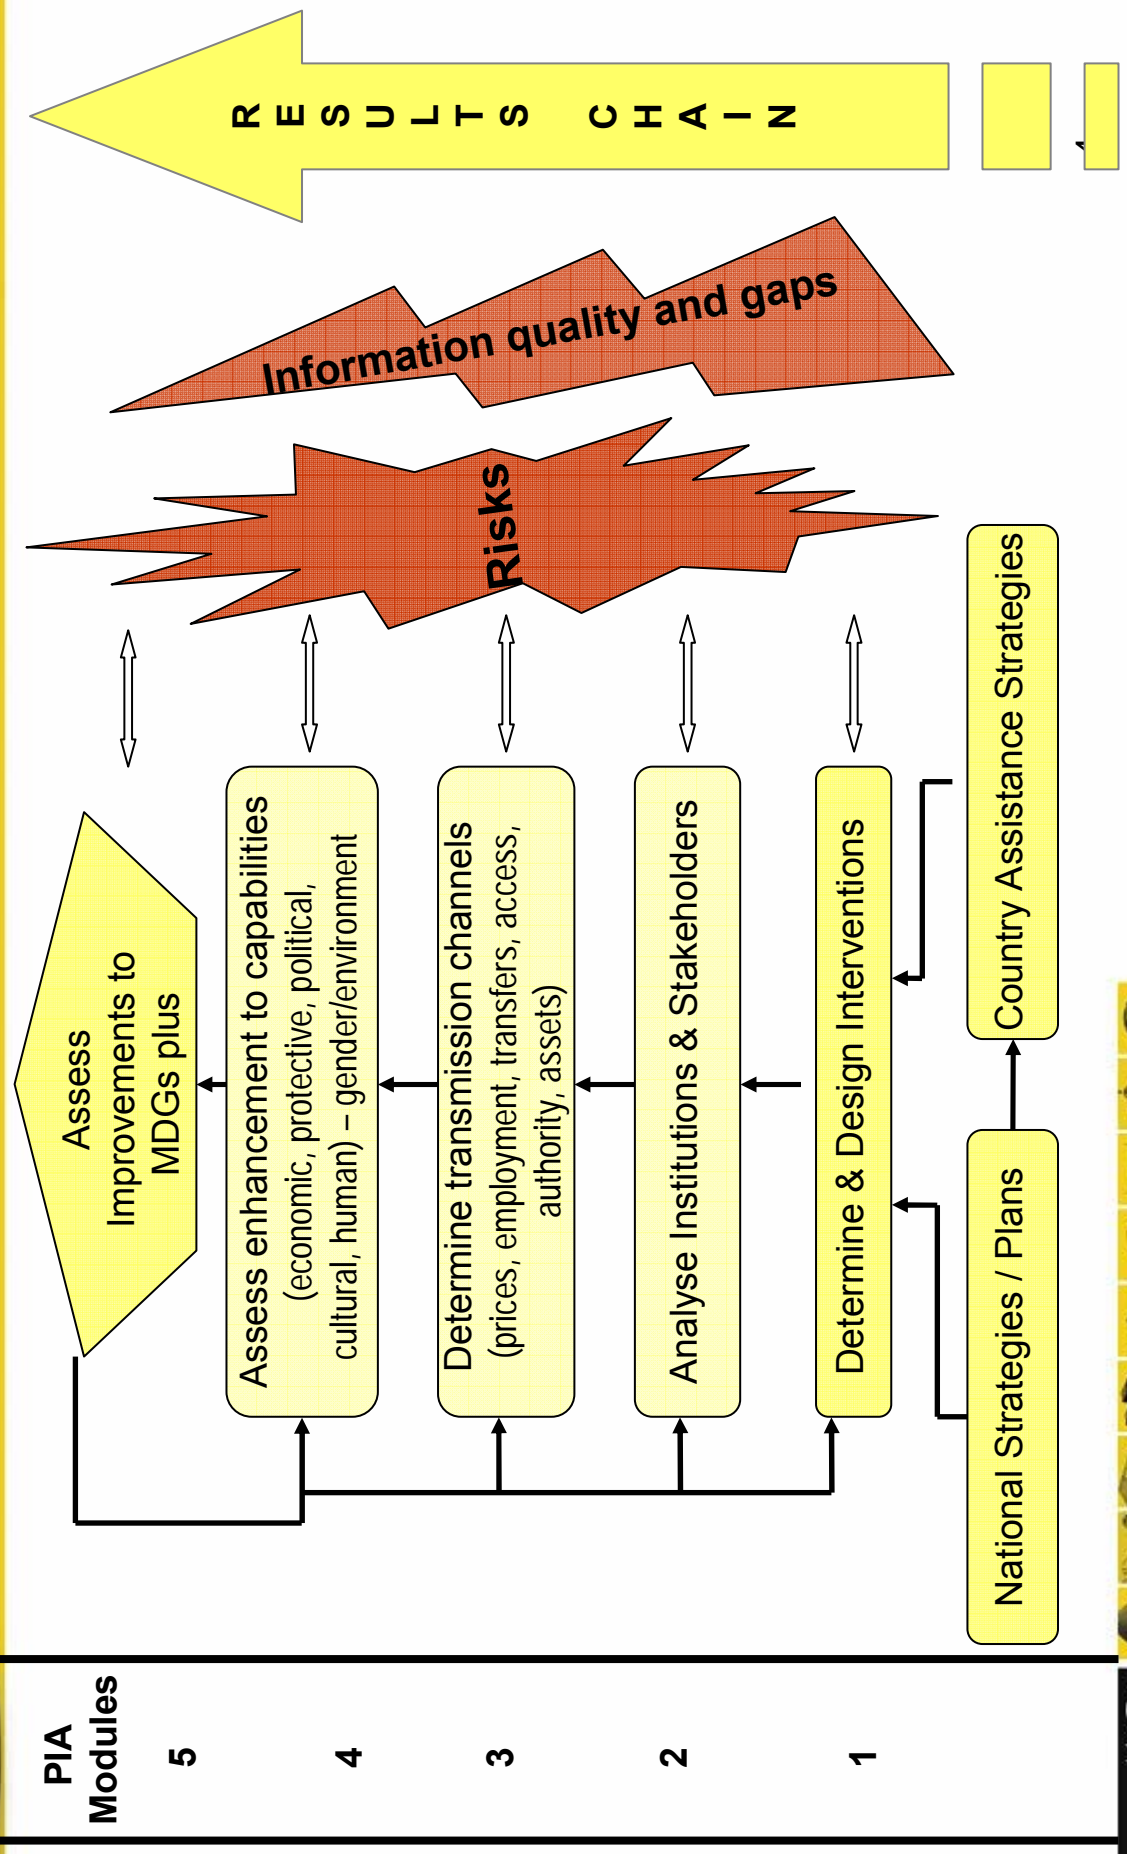 PIA
Modules
5
Assess
Improvements to
MDGs plus
4
Assess enhancement to capabilities
(economic, protective, political,
cultural, human) – gender/environment
3
Determine transmission channels
(prices, employment, transfers, access,
authority, assets)
2
Analyse Institutions & Stakeholders
1
Determine & Design Interventions
National Strategies / Plans
Country Assistance Strategies
Risks
Information quality and gaps
RESULTS CHAIN